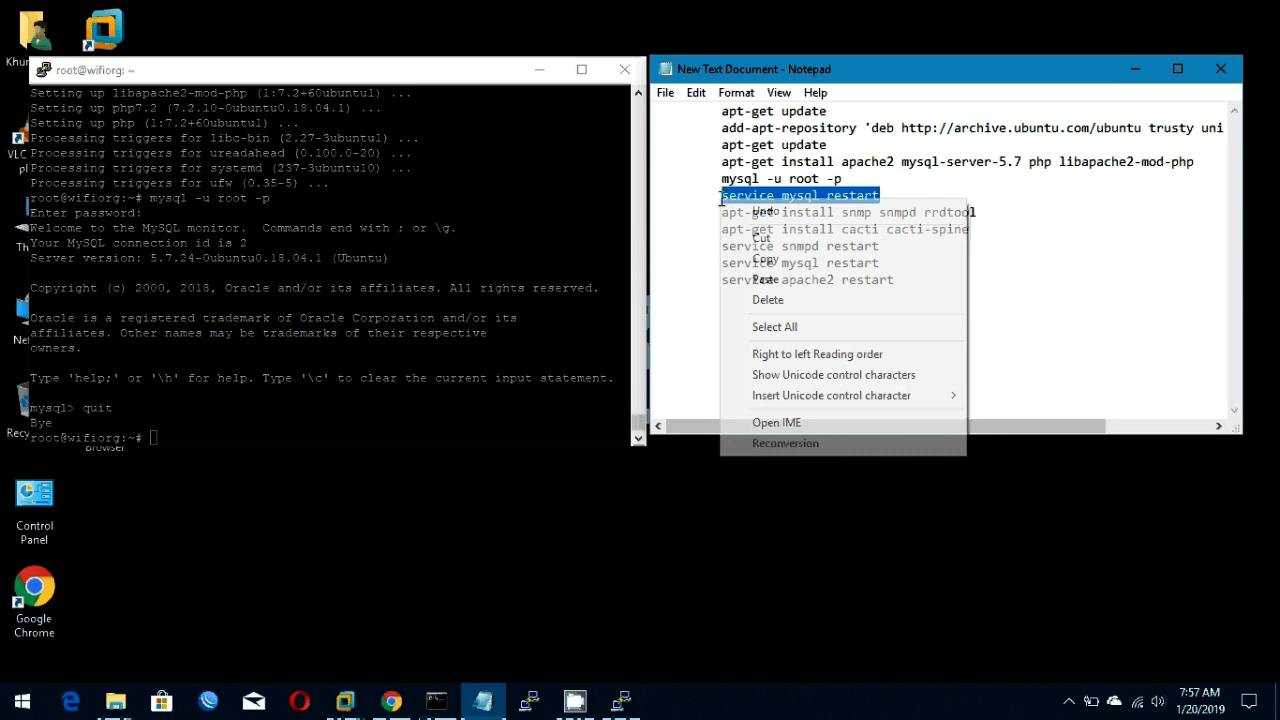 Khu
root@wifiorg: ~
Setting up libapache2-mod-php (1:7.2+60ubuntu1) ...
Setting up php7.2 (7.2.10-0ubuntu0.18.04.1) ...
Setting up php (1:7.2+60ubuntu1) ...
Processing triggers for libc-bin (2.27-3ubuntu1) ...
Processing triggers for ureadahead (0.100.0-20) ...
Processing triggers for systemd (237-3ubuntu10) ...
Processing triggers for ufw (0.35-5) ...
root@wifiorg:~# mysql -u root -p
Enter password:
Welcome to the MySQL monitor.  Commands end with ; or \g.
Your MySQL connection id is 2
Server version: 5.7.24-0ubuntu0.18.04.1 (Ubuntu)
Copyright (c) 2000, 2018, Oracle and/or its affiliates. All rights reserved.
Oracle is a registered trademark of Oracle Corporation and/or its
affiliates. Other names may be trademarks of their respective
owners.
Type 'help;' or '\h' for help. Type '\c' to clear the current input statement.
mysql> quit
Bye
root@wifiorg:~#
New Text Document - Notepad
File Edit Format View Help
apt-get update
add-apt-repository 'deb http://archive.ubuntu.com/ubuntu trusty uni
apt-get update
apt-get install apache2 mysql-server-5.7 php libapache2-mod-php
mysql -u root -p
service mysql restart
apt-get install snmp snmpd rrdtool
apt-get install cacti cacti-spine
service snmpd restart
service mysql restart
service apache2 restart
Undo
Cut
Copy
Paste
Delete
Select All
Right to left Reading order
Show Unicode control characters
Insert Unicode control character
Open IME
Reconversion
VLC
pl
Th
Ne
Recy
Browser
Control
Panel
Google
Chrome
7:57 AM
1/20/2019